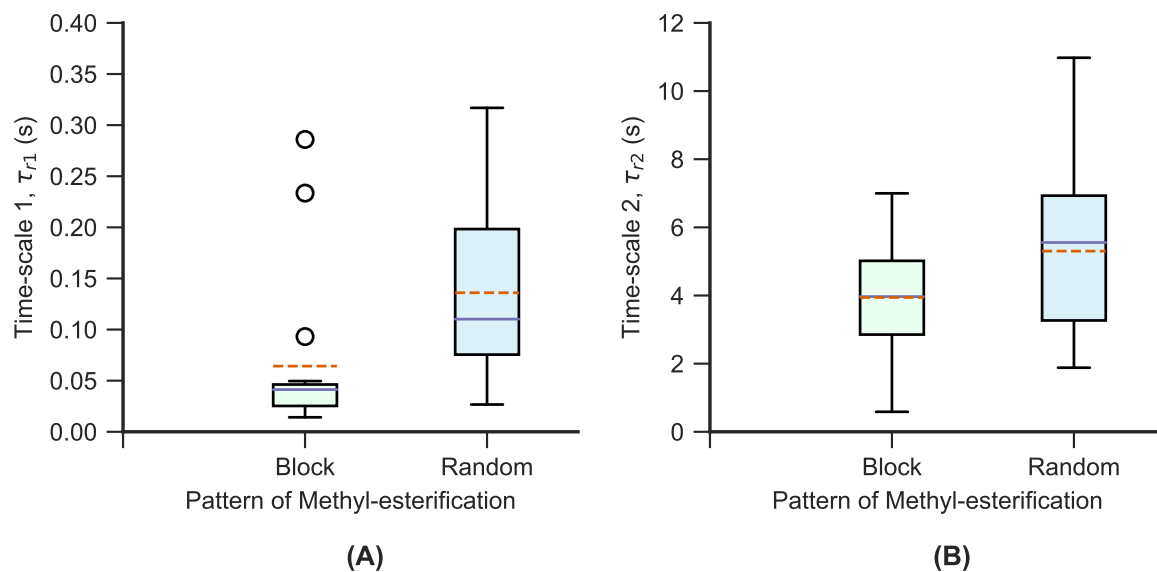 0.40
0.35
0.30
0.25
0.20
0.15
0.10
0.05
0.00
Time-scale 1, τr1 (s)
Block Random
Pattern of Methyl-esterification
(A)
12
10
8
6
4
2
0
Time-scale 2, τr2 (s)
Block Random
Pattern of Methyl-esterification
(B)